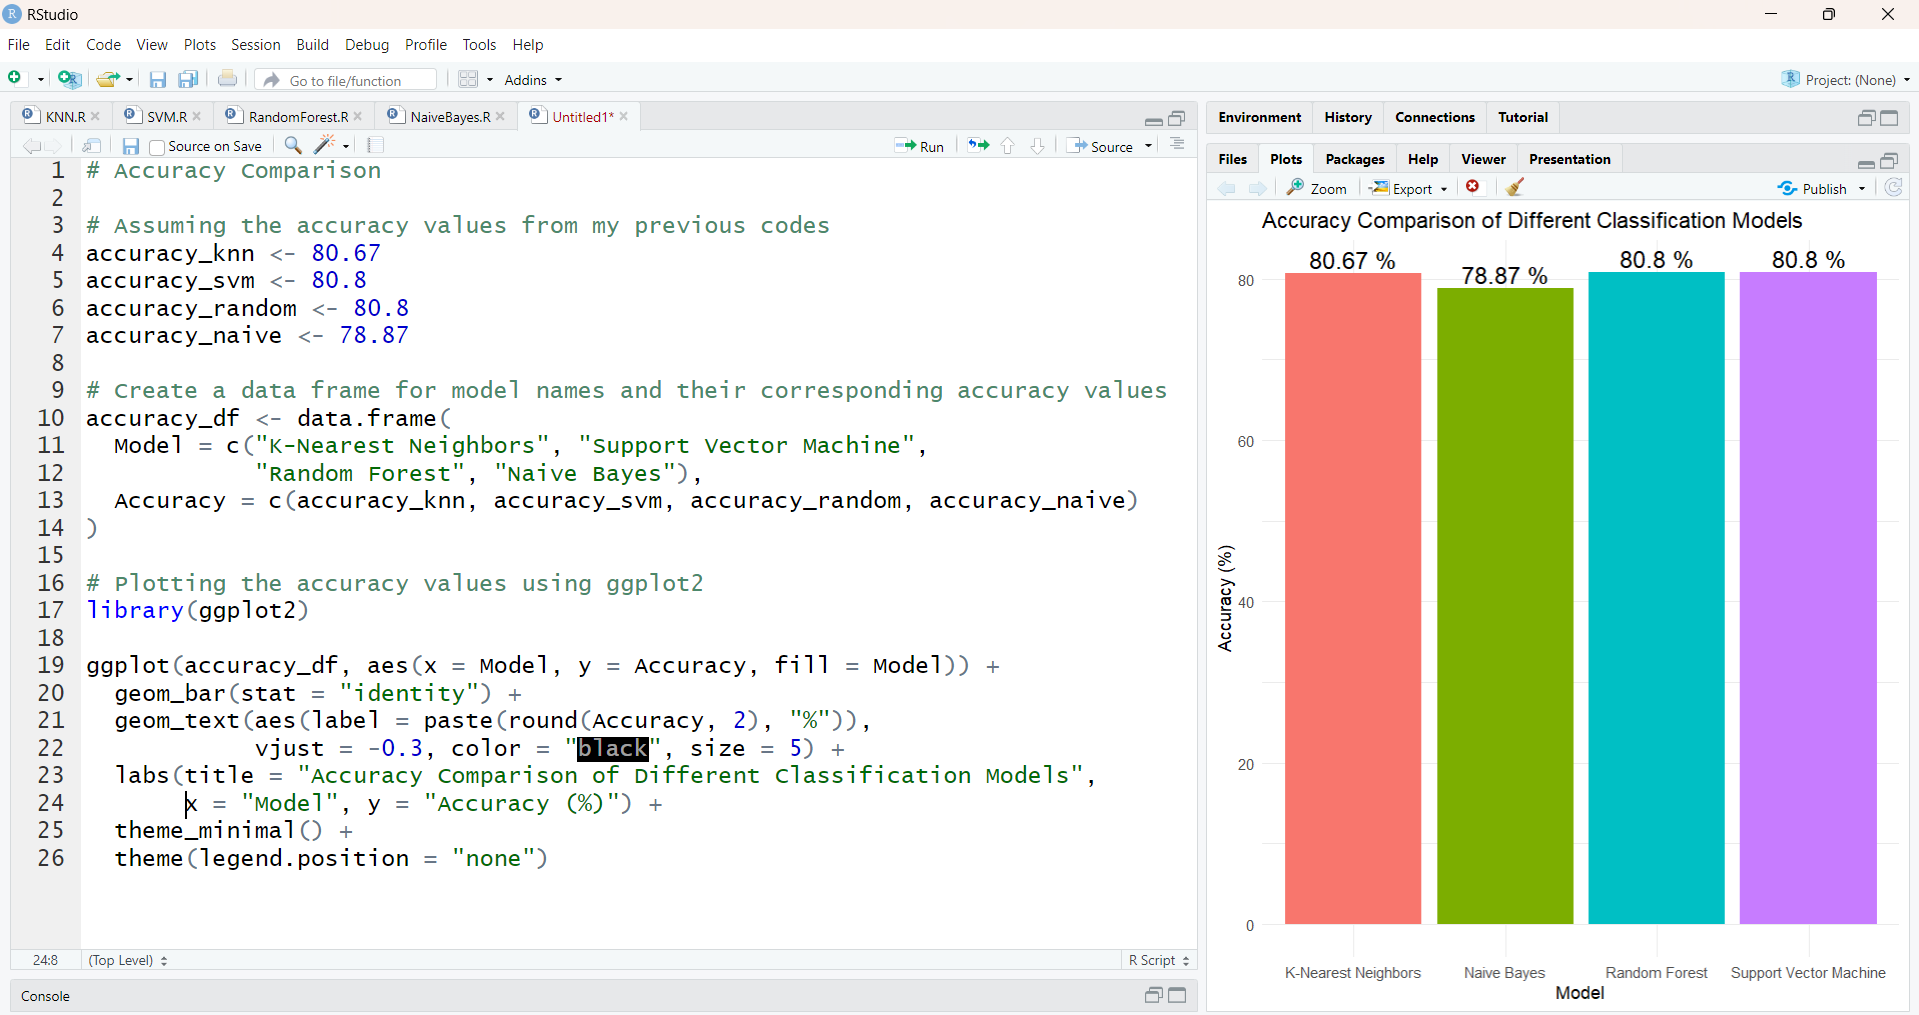 RStudio
File Edit Code View Plots Session Build Debug Profile Tools Help
Go to file/function Addins Project: (None)
KNN.R SVM.R RandomForest.R NaiveBayes.R Untitled1*
Source on Save Run Source
1 # Accuracy Comparison
2
3 # Assuming the accuracy values from my previous codes
4 accuracy_knn <- 80.67
5 accuracy_svm <- 80.8
6 accuracy_random <- 80.8
7 accuracy_naive <- 78.87
8
9 # Create a data frame for model names and their corresponding accuracy values
10 accuracy_df <- data.frame(
11   Model = c("K-Nearest Neighbors", "Support Vector Machine",
12             "Random Forest", "Naive Bayes"),
13   Accuracy = c(accuracy_knn, accuracy_svm, accuracy_random, accuracy_naive)
14 )
15
16 # Plotting the accuracy values using ggplot2
17 library(ggplot2)
18
19 ggplot(accuracy_df, aes(x = Model, y = Accuracy, fill = Model)) +
20   geom_bar(stat = "identity") +
21   geom_text(aes(label = paste(round(Accuracy, 2), "%")),
22             vjust = -0.3, color = "black", size = 5) +
23   labs(title = "Accuracy Comparison of Different Classification Models",
24        x = "Model", y = "Accuracy (%)") +
25   theme_minimal() +
26   theme(legend.position = "none")
24:8 (Top Level) R Script
Console
Environment History Connections Tutorial
Files Plots Packages Help Viewer Presentation
Zoom Export Publish
Accuracy Comparison of Different Classification Models
80.67 % 78.87 % 80.8 % 80.8 %
80
60
40
20
0
Accuracy (%)
K-Nearest Neighbors Naive Bayes Random Forest Support Vector Machine
Model